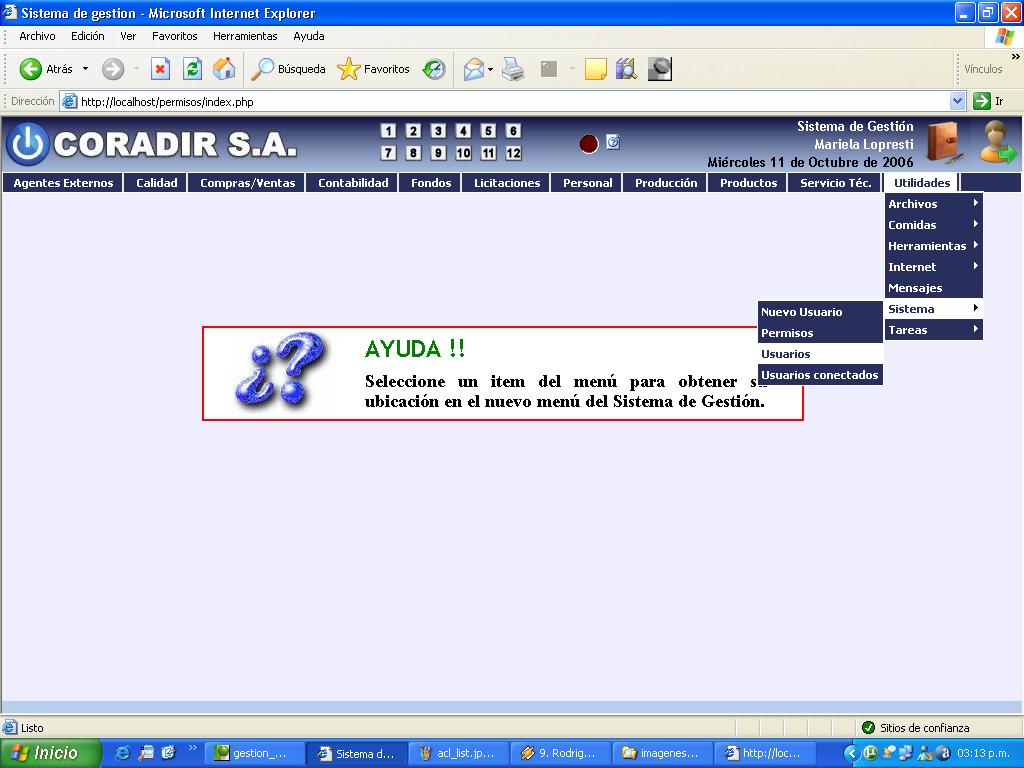 Sistema de gestion - Microsoft Internet Explorer
Archivo Edición Ver Favoritos Herramientas Ayuda
Atrás Búsqueda Favoritos Vínculos »
Dirección http://localhost/permisos/index.php Ir
CORADIR S.A.
1 2 3 4 5 6
7 8 9 10 11 12
Sistema de Gestión
Mariela Lopresti
Miércoles 11 de Octubre de 2006
Agentes Externos Calidad Compras/Ventas Contabilidad Fondos Licitaciones Personal Producción Productos Servicio Téc. Utilidades
Archivos
Comidas
Herramientas
Internet
Mensajes
Sistema
Tareas
Nuevo Usuario
Permisos
Usuarios
Usuarios conectados
¿?
AYUDA !!
Seleccione un item del menú para obtener
ubicación en el nuevo menú del Sistema de Gestión.
Listo Sitios de confianza
Inicio » gestion_... Sistema d... acl_list.jp... 9. Rodrig... imagenes... http://loc... 03:13 p.m.